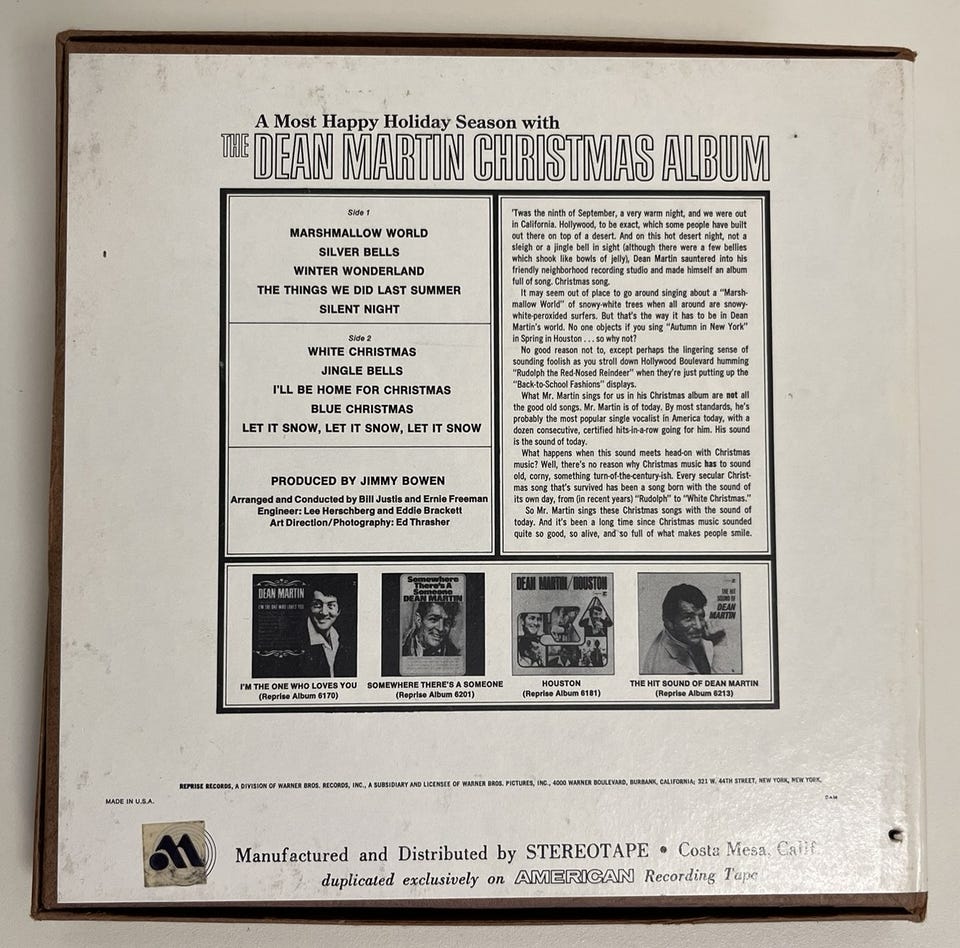 A Most Happy Holiday Season with
THE DEAN MARTIN CHRISTMAS ALBUM
Side 1
MARSHMALLOW WORLD
SILVER BELLS
WINTER WONDERLAND
THE THINGS WE DID LAST SUMMER
SILENT NIGHT
Side 2
WHITE CHRISTMAS
JINGLE BELLS
I'LL BE HOME FOR CHRISTMAS
BLUE CHRISTMAS
LET IT SNOW, LET IT SNOW, LET IT SNOW
PRODUCED BY JIMMY BOWEN
Arranged and Conducted by Bill Justis and Ernie Freeman
Engineer: Lee Herschberg and Eddie Brackett
Art Direction/Photography: Ed Thrasher
'Twas the ninth of September, a very warm night, and we were out
in California. Hollywood, to be exact, which some people have built
out there on top of a desert. And on this hot desert night, not a
sleigh or a jingle bell in sight (although there were a few bellies
which shook like bowls of jelly), Dean Martin sauntered into his
friendly neighborhood recording studio and made himself an album
full of song. Christmas song.
It may seem out of place to go around singing about a "Marsh-
mallow World" of snowy-white trees when all around are snowy-
white-peroxided surfers. But that's the way it has to be in Dean
Martin's world. No one objects if you sing "Autumn in New York"
in Spring in Houston . . . so why not?
No good reason not to, except perhaps the lingering sense of
sounding foolish as you stroll down Hollywood Boulevard humming
"Rudolph the Red-Nosed Reindeer" when they're just putting up the
"Back-to-School Fashions" displays.
What Mr. Martin sings for us in his Christmas album are not all
the good old songs. Mr. Martin is of today. By most standards, he's
probably the most popular single vocalist in America today, with a
dozen consecutive, certified hits-in-a-row going for him. His sound
is the sound of today.
What happens when this sound meets head-on with Christmas
music? Well, there's no reason why Christmas music has to sound
old, corny, something turn-of-the-century-ish. Every secular Christ-
mas song that's survived has been a song born with the sound of
its own day, from (in recent years) "Rudolph" to "White Christmas."
So Mr. Martin sings these Christmas songs with the sound of
today. And it's been a long time since Christmas music sounded
quite so good, so alive, and so full of what makes people smile.
DEAN MARTIN
I'M THE ONE WHO LOVES YOU
Somewhere
There's A
Someone
DEAN MARTIN
DEAN MARTIN/HOUSTON
THE HIT
SOUND OF
DEAN
MARTIN
I'M THE ONE WHO LOVES YOU
(Reprise Album 6170)
SOMEWHERE THERE'S A SOMEONE
(Reprise Album 6201)
HOUSTON
(Reprise Album 6181)
THE HIT SOUND OF DEAN MARTIN
(Reprise Album 6213)
REPRISE RECORDS, A DIVISION OF WARNER BROS. RECORDS, INC., A SUBSIDIARY AND LICENSEE OF WARNER BROS. PICTURES, INC., 4000 WARNER BOULEVARD, BURBANK, CALIFORNIA; 321 W. 44TH STREET, NEW YORK, NEW YORK.
MADE IN U.S.A.
Manufactured and Distributed by STEREOTAPE • Costa Mesa, Calif.
duplicated exclusively on AMERICAN Recording Tape